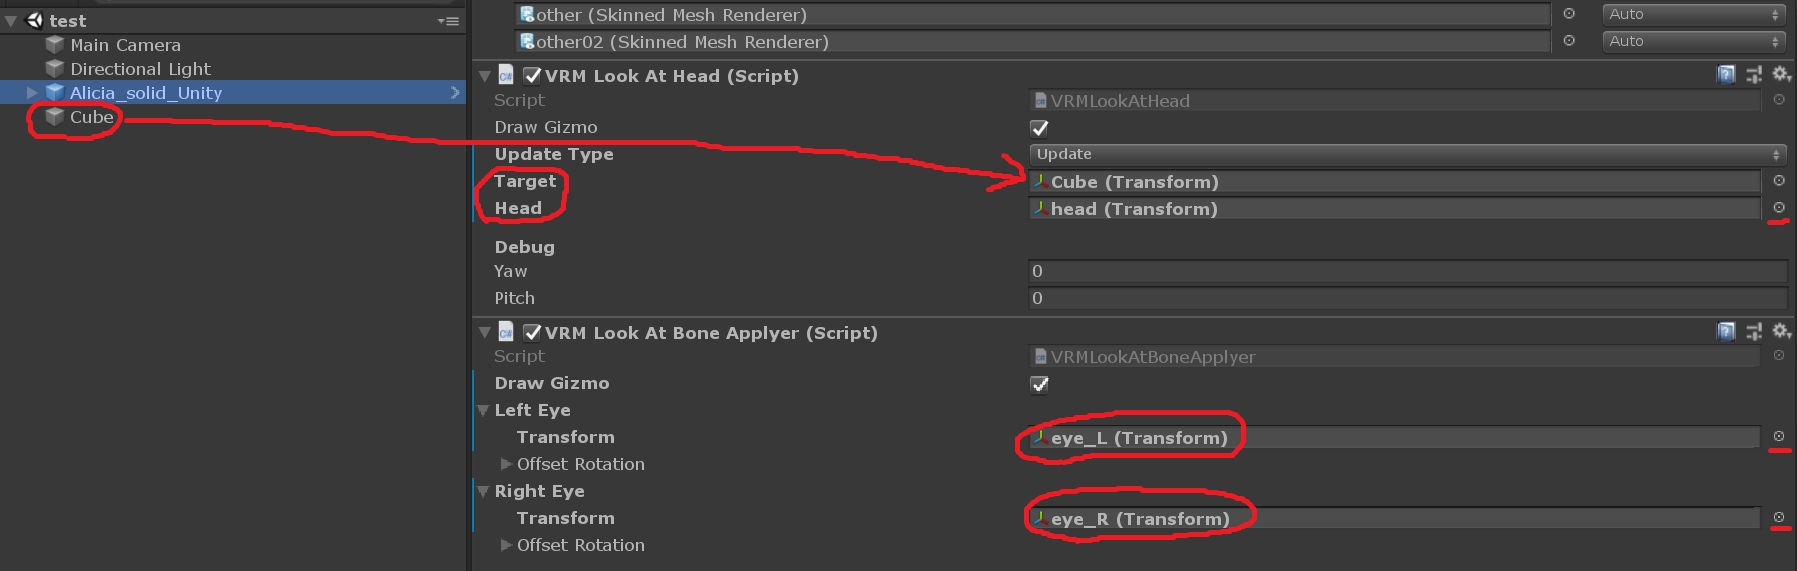 test
Main Camera
Directional Light
Alicia_solid_Unity
Cube
other (Skinned Mesh Renderer)
Auto
other02 (Skinned Mesh Renderer)
Auto
C#
VRM Look At Head (Script)
Script
VRMLookAtHead
Draw Gizmo
Update Type
Update
Target
Cube (Transform)
Head
head (Transform)
Debug
Yaw
0
Pitch
0
C#
VRM Look At Bone Applyer (Script)
Script
VRMLookAtBoneApplyer
Draw Gizmo
Left Eye
Transform
eye_L (Transform)
Offset Rotation
Right Eye
Transform
eye_R (Transform)
Offset Rotation